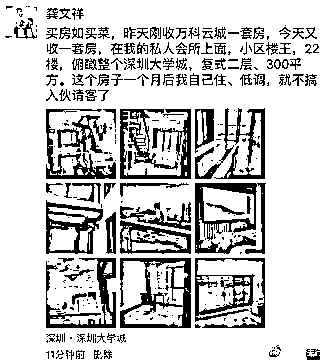 龚文祥
买房如买菜，昨天刚收万科云城一套房，今天又
收一套房，在我的私人会所上面，小区楼王，22
楼，俯瞰整个深圳大学城，复式二层、300平
方。这个房子一个月后我自己住、低调，就不搞
入伙请客了
深圳·深圳大学城
11分钟前 删除